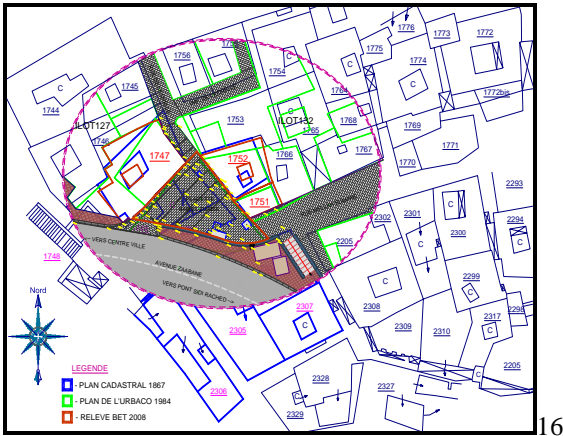 1776
1773
1772
1756
1775
1754
1774
C
1745
C
1764
1772bis
1744
C
C
1753
ILOT132
1768
ILOT127
1769
1746
1765
1771
1747
1752
1766
1767
1770
1751
2293
2302
2301
2294
C
2300
C
2205
VERS CENTRE VILLE
1748
AVENUE ZAABANE
2299
C
VERS PONT SIDI RACHED
2307
2308
2298
Nord
2305
C
2309
2317
C
2310
2205
LEGENDE
- PLAN CADASTRAL 1867
- PLAN DE L'URBACO 1984
- RELEVE BET 2008
2306
2328
2327
C
C
2329
16